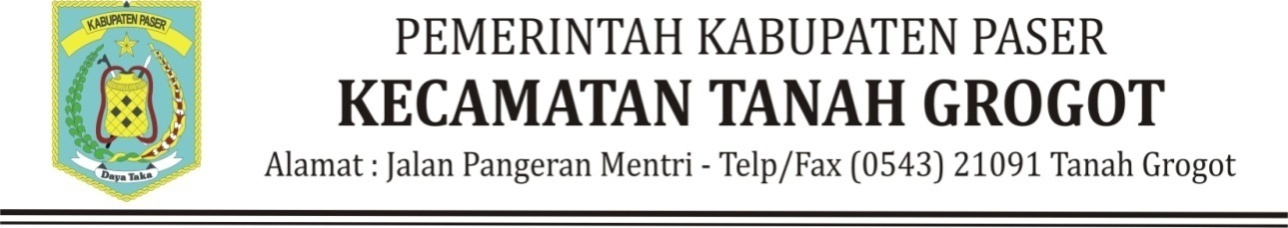 KABUPATEN PASER
Daya Taka
PEMERINTAH KABUPATEN PASER
KECAMATAN TANAH GROGOT
Alamat : Jalan Pangeran Mentri - Telp/Fax (0543) 21091 Tanah Grogot